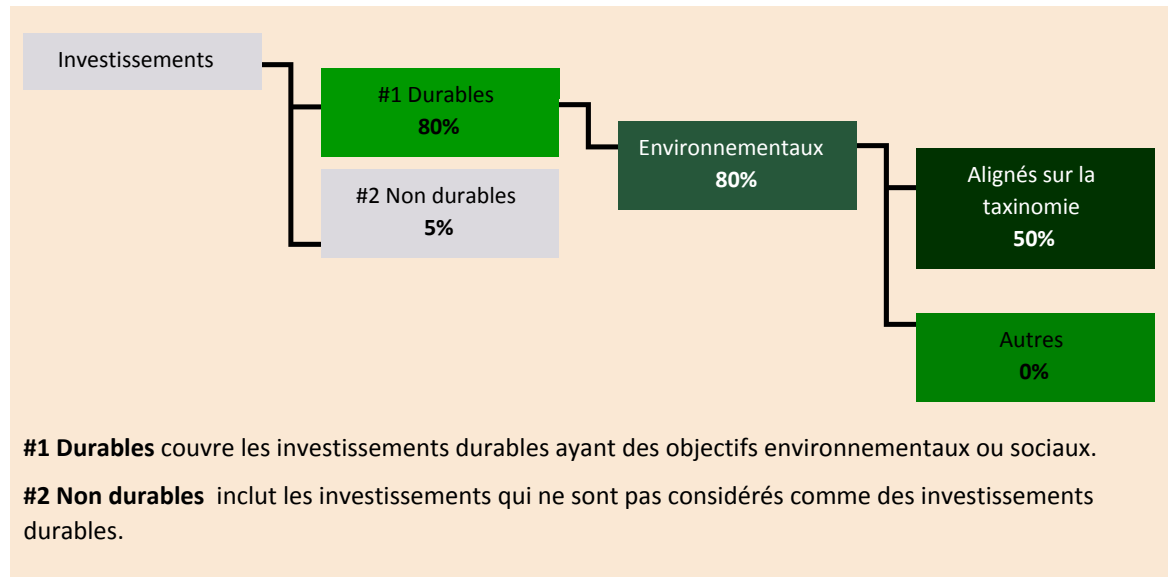 Investissements
#1 Durables
80%
#2 Non durables
5%
Environnementaux
80%
Alignés sur la
taxinomie
50%
Autres
0%
#1 Durables couvre les investissements durables ayant des objectifs environnementaux ou sociaux.
#2 Non durables inclut les investissements qui ne sont pas considérés comme des investissements
durables.